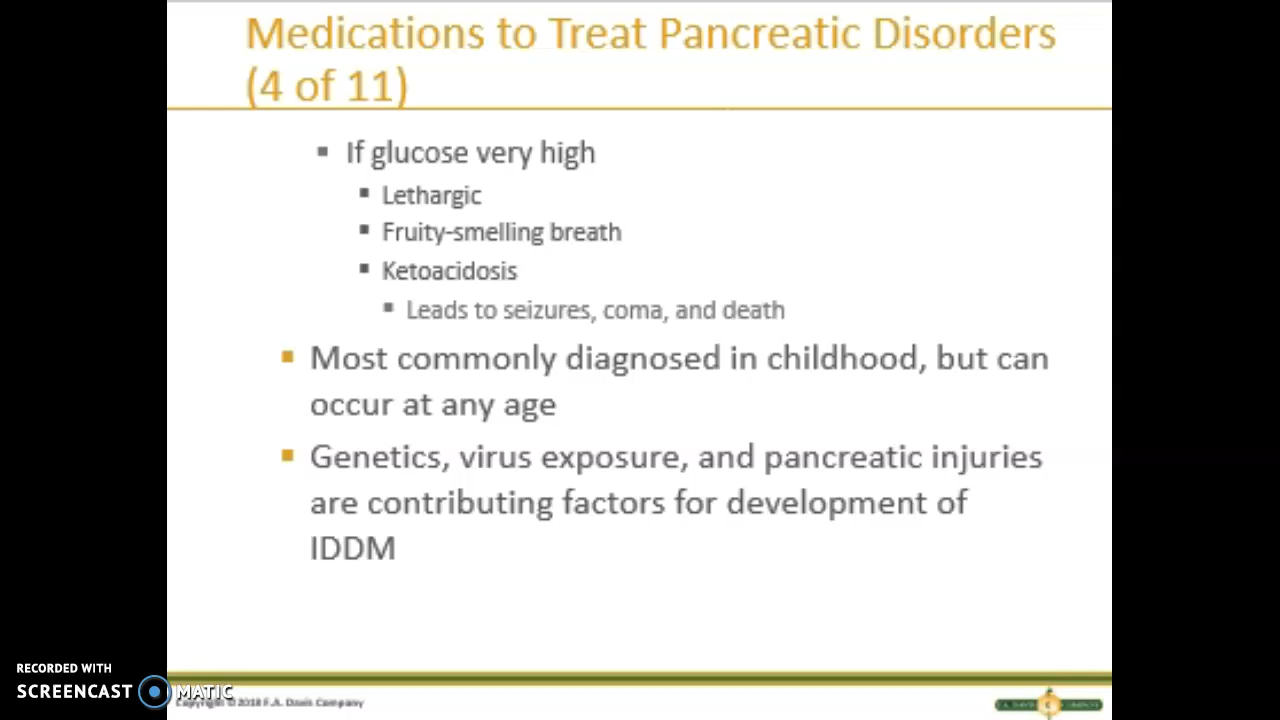 Medications to Treat Pancreatic Disorders
(4 of 11)
If glucose very high
Lethargic
Fruity-smelling breath
Ketoacidosis
Leads to seizures, coma, and death
Most commonly diagnosed in childhood, but can
occur at any age
Genetics, virus exposure, and pancreatic injuries
are contributing factors for development of
IDDM
RECORDED WITH
SCREENCAST MATIC
Copyright ©2018 F.A. Davis Company